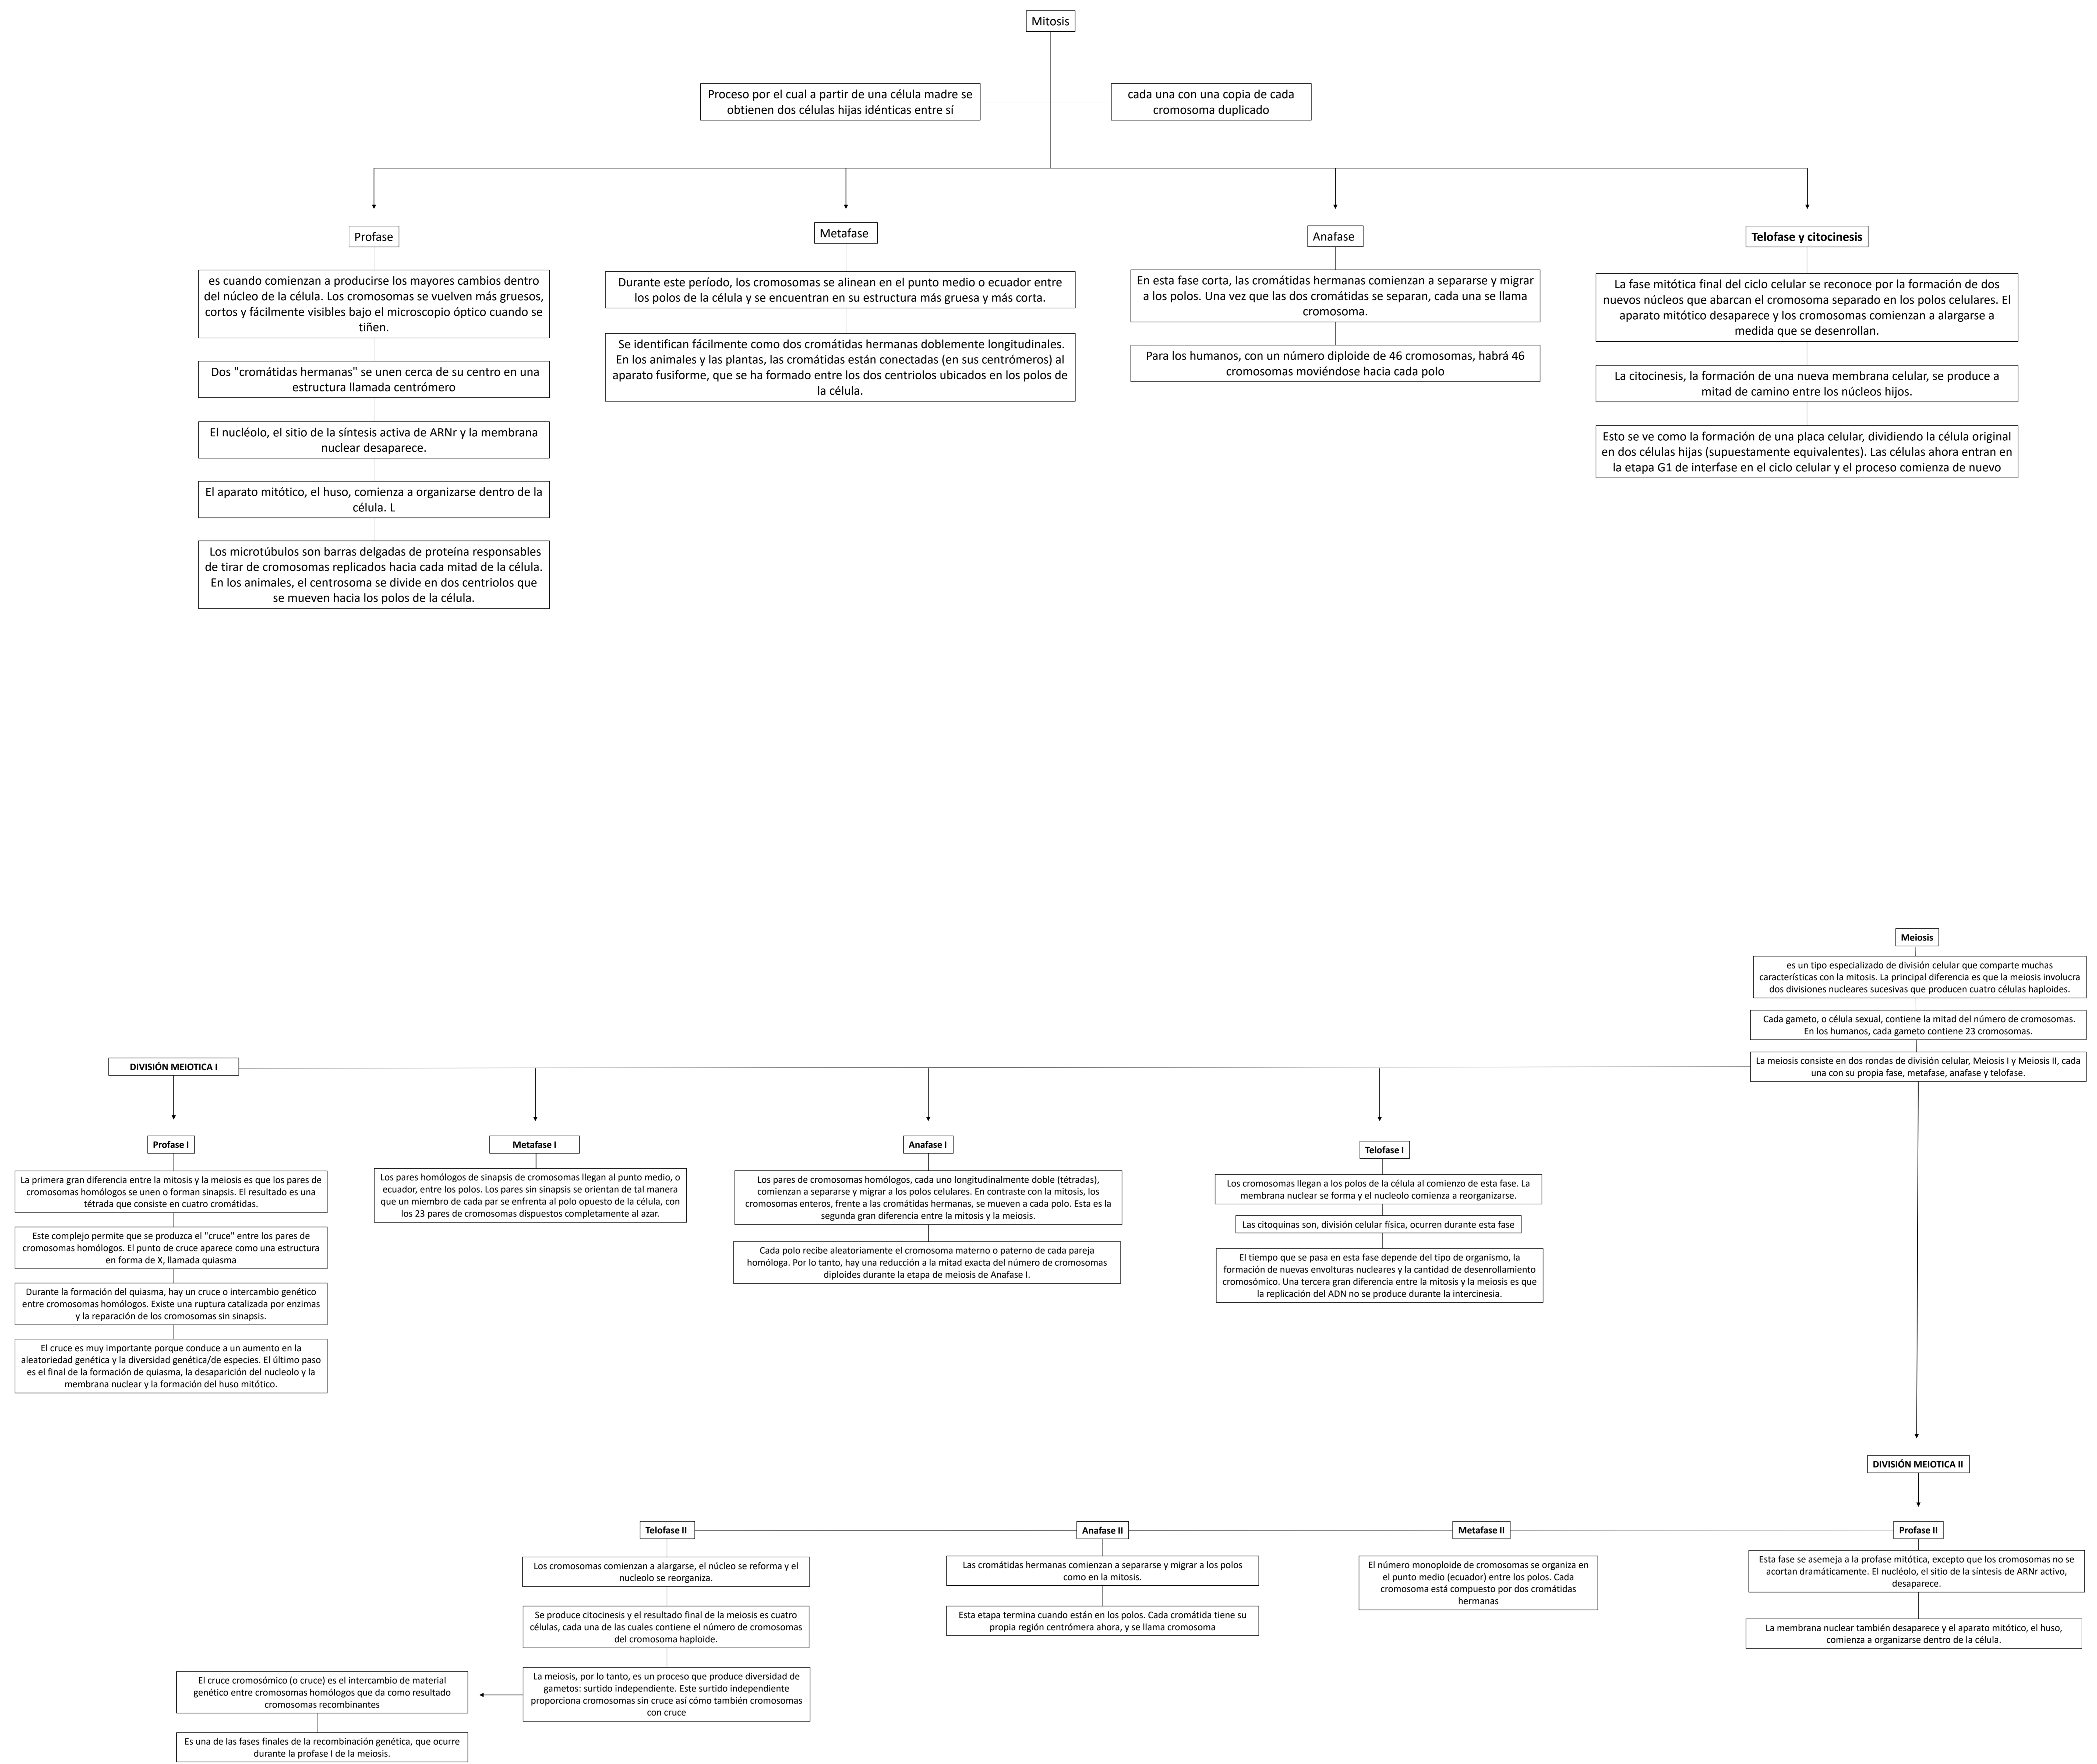 Mitosis
Proceso por el cual a partir de una célula madre se
obtienen dos células hijas idénticas entre sí
cada una con una copia de cada
cromosoma duplicado
Profase
es cuando comienzan a producirse los mayores cambios dentro
del núcleo de la célula. Los cromosomas se vuelven más gruesos,
cortos y fácilmente visibles bajo el microscopio óptico cuando se
tiñen.
Dos "cromátidas hermanas" se unen cerca de su centro en una
estructura llamada centrómero
El nucléolo, el sitio de la síntesis activa de ARNr y la membrana
nuclear desaparece.
El aparato mitótico, el huso, comienza a organizarse dentro de la
célula. L
Los microtúbulos son barras delgadas de proteína responsables
de tirar de cromosomas replicados hacia cada mitad de la célula.
En los animales, el centrosoma se divide en dos centriolos que
se mueven hacia los polos de la célula.
Metafase
Durante este período, los cromosomas se alinean en el punto medio o ecuador entre
los polos de la célula y se encuentran en su estructura más gruesa y más corta.
Se identifican fácilmente como dos cromátidas hermanas doblemente longitudinales.
En los animales y las plantas, las cromátidas están conectadas (en sus centrómeros) al
aparato fusiforme, que se ha formado entre los dos centriolos ubicados en los polos de
la célula.
Anafase
En esta fase corta, las cromátidas hermanas comienzan a separarse y migrar
a los polos. Una vez que las dos cromátidas se separan, cada una se llama
cromosoma.
Para los humanos, con un número diploide de 46 cromosomas, habrá 46
cromosomas moviéndose hacia cada polo
Telofase y citocinesis
La fase mitótica final del ciclo celular se reconoce por la formación de dos
nuevos núcleos que abarcan el cromosoma separado en los polos celulares. El
aparato mitótico desaparece y los cromosomas comienzan a alargarse a
medida que se desenrollan.
La citocinesis, la formación de una nueva membrana celular, se produce a
mitad de camino entre los núcleos hijos.
Esto se ve como la formación de una placa celular, dividiendo la célula original
en dos células hijas (supuestamente equivalentes). Las células ahora entran en
la etapa G1 de interfase en el ciclo celular y el proceso comienza de nuevo
Meiosis
es un tipo especializado de división celular que comparte muchas
características con la mitosis. La principal diferencia es que la meiosis involucra
dos divisiones nucleares sucesivas que producen cuatro células haploides.
Cada gameto, o célula sexual, contiene la mitad del número de cromosomas.
En los humanos, cada gameto contiene 23 cromosomas.
La meiosis consiste en dos rondas de división celular, Meiosis I y Meiosis II, cada
una con su propia fase, metafase, anafase y telofase.
DIVISIÓN MEIOTICA I
Profase I
La primera gran diferencia entre la mitosis y la meiosis es que los pares de
cromosomas homólogos se unen o forman sinapsis. El resultado es una
tétrada que consiste en cuatro cromátidas.
Este complejo permite que se produzca el "cruce" entre los pares de
cromosomas homólogos. El punto de cruce aparece como una estructura
en forma de X, llamada quiasma
Durante la formación del quiasma, hay un cruce o intercambio genético
entre cromosomas homólogos. Existe una ruptura catalizada por enzimas
y la reparación de los cromosomas sin sinapsis.
El cruce es muy importante porque conduce a un aumento en la
aleatoriedad genética y la diversidad genética/de especies. El último paso
es el final de la formación de quiasma, la desaparición del nucleolo y la
membrana nuclear y la formación del huso mitótico.
Metafase I
Los pares homólogos de sinapsis de cromosomas llegan al punto medio, o
ecuador, entre los polos. Los pares sin sinapsis se orientan de tal manera
que un miembro de cada par se enfrenta al polo opuesto de la célula, con
los 23 pares de cromosomas dispuestos completamente al azar.
Anafase I
Los pares de cromosomas homólogos, cada uno longitudinalmente doble (tétradas),
comienzan a separarse y migrar a los polos celulares. En contraste con la mitosis, los
cromosomas enteros, frente a las cromátidas hermanas, se mueven a cada polo. Esta es la
segunda gran diferencia entre la mitosis y la meiosis.
Cada polo recibe aleatoriamente el cromosoma materno o paterno de cada pareja
homóloga. Por lo tanto, hay una reducción a la mitad exacta del número de cromosomas
diploides durante la etapa de meiosis de Anafase I.
Telofase I
Los cromosomas llegan a los polos de la célula al comienzo de esta fase. La
membrana nuclear se forma y el nucleolo comienza a reorganizarse.
Las citoquinas son, división celular física, ocurren durante esta fase
El tiempo que se pasa en esta fase depende del tipo de organismo, la
formación de nuevas envolturas nucleares y la cantidad de desenrollamiento
cromosómico. Una tercera gran diferencia entre la mitosis y la meiosis es que
la replicación del ADN no se produce durante la intercinesia.
DIVISIÓN MEIOTICA II
Telofase II
Los cromosomas comienzan a alargarse, el núcleo se reforma y el
nucleolo se reorganiza.
Se produce citocinesis y el resultado final de la meiosis es cuatro
células, cada una de las cuales contiene el número de cromosomas
del cromosoma haploide.
La meiosis, por lo tanto, es un proceso que produce diversidad de
gametos: surtido independiente. Este surtido independiente
proporciona cromosomas sin cruce así cómo también cromosomas
con cruce
El cruce cromosómico (o cruce) es el intercambio de material
genético entre cromosomas homólogos que da como resultado
cromosomas recombinantes
Es una de las fases finales de la recombinación genética, que ocurre
durante la profase I de la meiosis.
Anafase II
Las cromátidas hermanas comienzan a separarse y migrar a los polos
como en la mitosis.
Esta etapa termina cuando están en los polos. Cada cromátida tiene su
propia región centrómera ahora, y se llama cromosoma
Metafase II
El número monoploide de cromosomas se organiza en
el punto medio (ecuador) entre los polos. Cada
cromosoma está compuesto por dos cromátidas
hermanas
Profase II
Esta fase se asemeja a la profase mitótica, excepto que los cromosomas no se
acortan dramáticamente. El nucléolo, el sitio de la síntesis de ARNr activo,
desaparece.
La membrana nuclear también desaparece y el aparato mitótico, el huso,
comienza a organizarse dentro de la célula.